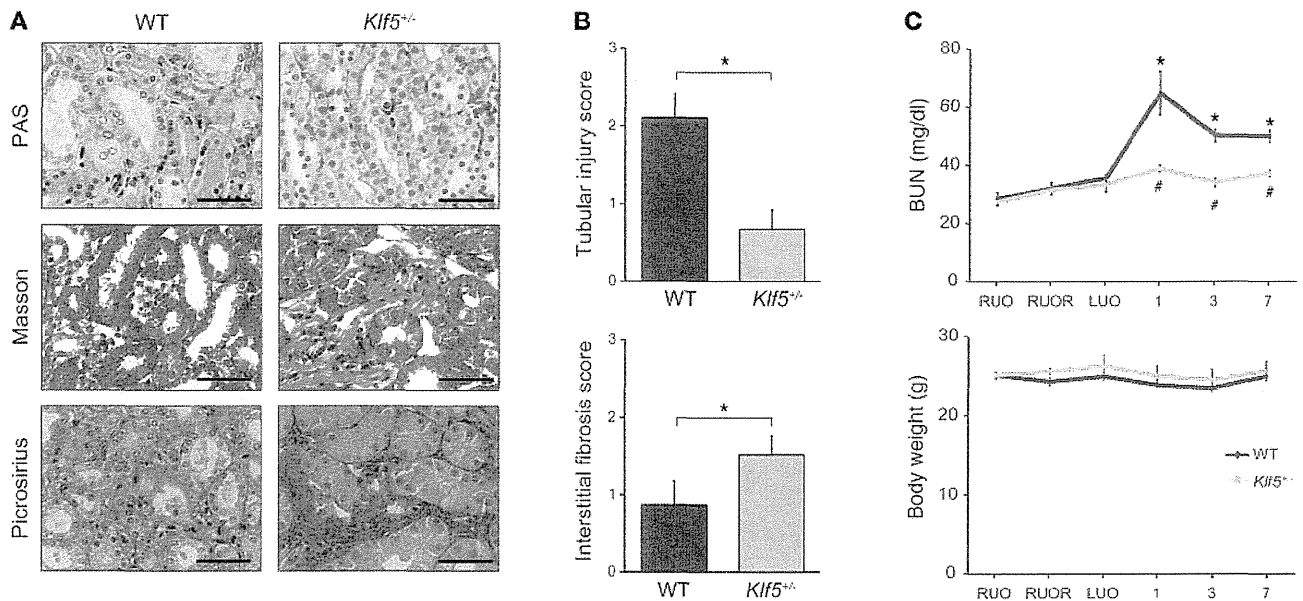 A
WT
Klf5+/-
PAS
Masson
Picrosirius
B
Tubular injury score
3
2
1
0
*
WT
Klf5+/-
Interstitial fibrosis score
3
2
1
0
*
WT
Klf5+/-
C
BUN (mg/dl)
80
60
40
20
0
*
*
*
#
#
#
RUO RUOR LUO 1 3 7
Body weight (g)
30
20
10
0
WT
Klf5+/-
RUO RUOR LUO 1 3 7